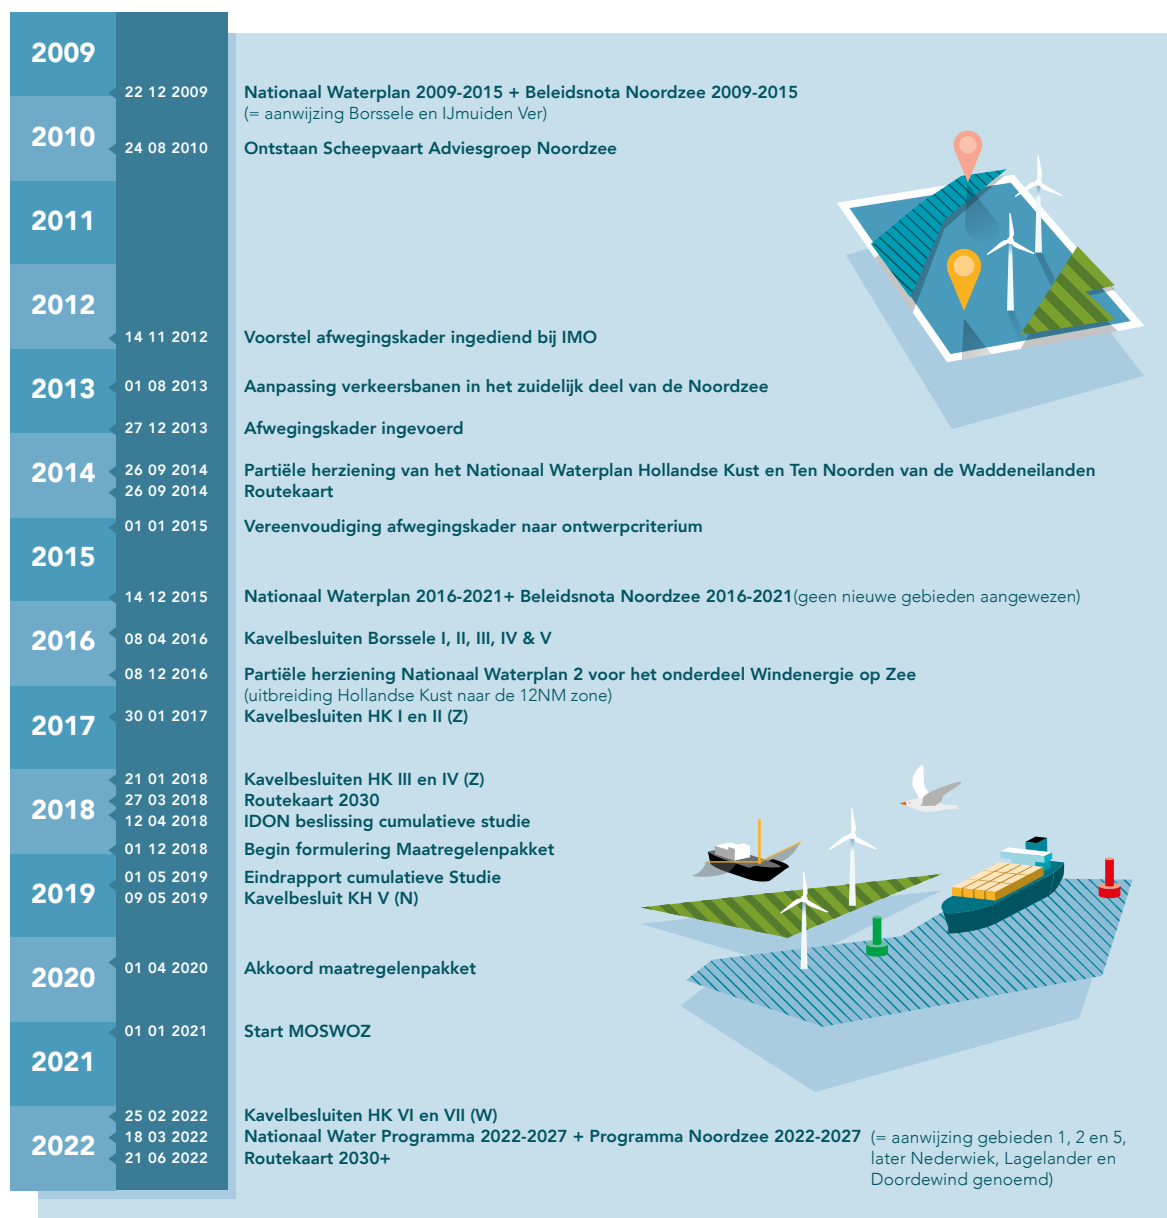 2009
22 12 2009 Nationaal Waterplan 2009-2015 + Beleidsnota Noordzee 2009-2015
(= aanwijzing Borssele en IJmuiden Ver)
2010
24 08 2010 Ontstaan Scheepvaart Adviesgroep Noordzee
2011
2012
14 11 2012 Voorstel afwegingskader ingediend bij IMO
2013
01 08 2013 Aanpassing verkeersbanen in het zuidelijk deel van de Noordzee
27 12 2013 Afwegingskader ingevoerd
2014
26 09 2014 Partiële herziening van het Nationaal Waterplan Hollandse Kust en Ten Noorden van de Waddeneilanden
26 09 2014 Routekaart
01 01 2015 Vereenvoudiging afwegingskader naar ontwerpcriterium
2015
14 12 2015 Nationaal Waterplan 2016-2021+ Beleidsnota Noordzee 2016-2021(geen nieuwe gebieden aangewezen)
2016
08 04 2016 Kavelbesluiten Borssele I, II, III, IV & V
08 12 2016 Partiële herziening Nationaal Waterplan 2 voor het onderdeel Windenergie op Zee
(uitbreiding Hollandse Kust naar de 12NM zone)
2017
30 01 2017 Kavelbesluiten HK I en II (Z)
21 01 2018 Kavelbesluiten HK III en IV (Z)
27 03 2018 Routekaart 2030
2018
12 04 2018 IDON beslissing cumulatieve studie
01 12 2018 Begin formulering Maatregelenpakket
01 05 2019 Eindrapport cumulatieve Studie
2019
09 05 2019 Kavelbesluit KH V (N)
01 04 2020 Akkoord maatregelenpakket
2020
01 01 2021 Start MOSWOZ
2021
25 02 2022 Kavelbesluiten HK VI en VII (W)
18 03 2022 Nationaal Water Programma 2022-2027 + Programma Noordzee 2022-2027 (= aanwijzing gebieden 1, 2 en 5,
later Nederwiek, Lagelander en
Doordewind genoemd)
2022
21 06 2022 Routekaart 2030+